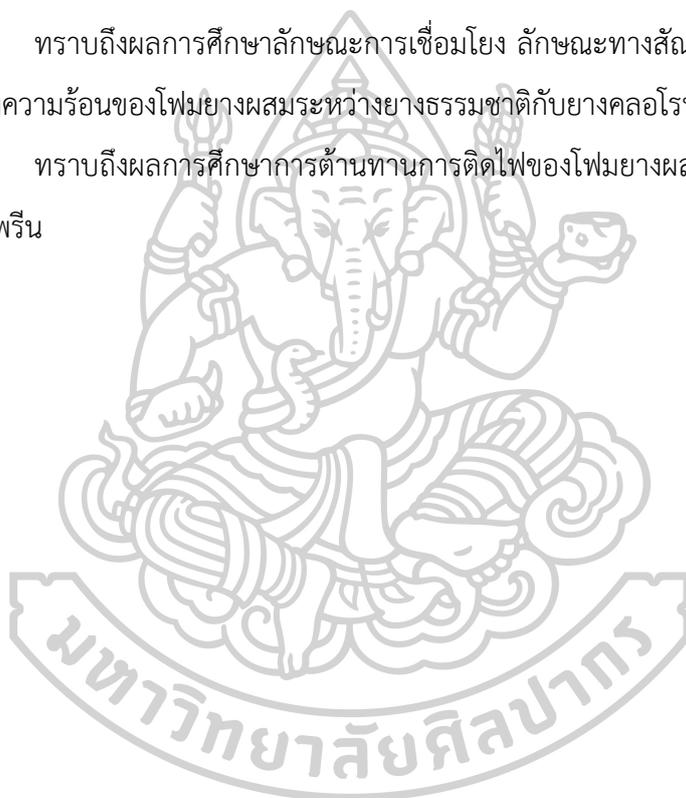 ทราบถึงผลการศึกษาลักษณะการเชื่อมโยง ลักษณะทางสัณ
ความร้อนของโฟมยางผสมระหว่างยางธรรมชาติกับยางคลอโร
ทราบถึงผลการศึกษาการต้านทานการติดไฟของโฟมยางผส
พรีน
มหาวิทยาลัยศิลปากร